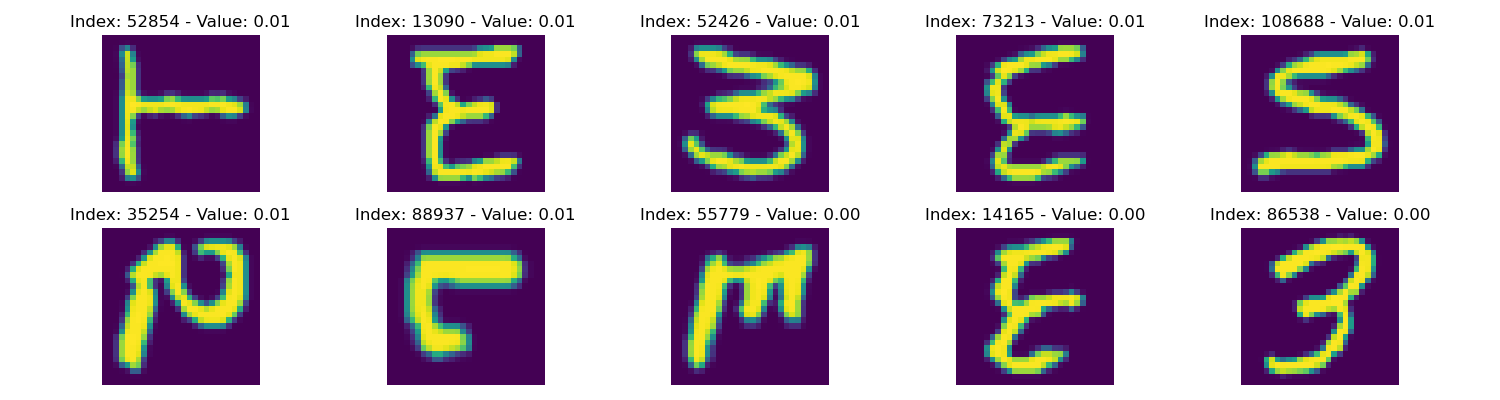 Index: 52854 - Value: 0.01 Index: 13090 - Value: 0.01 Index: 52426 - Value: 0.01 Index: 73213 - Value: 0.01 Index: 108688 - Value: 0.01
E 3 E S
Index: 35254 - Value: 0.01 Index: 88937 - Value: 0.01 Index: 55779 - Value: 0.00 Index: 14165 - Value: 0.00 Index: 86538 - Value: 0.00
m E 3